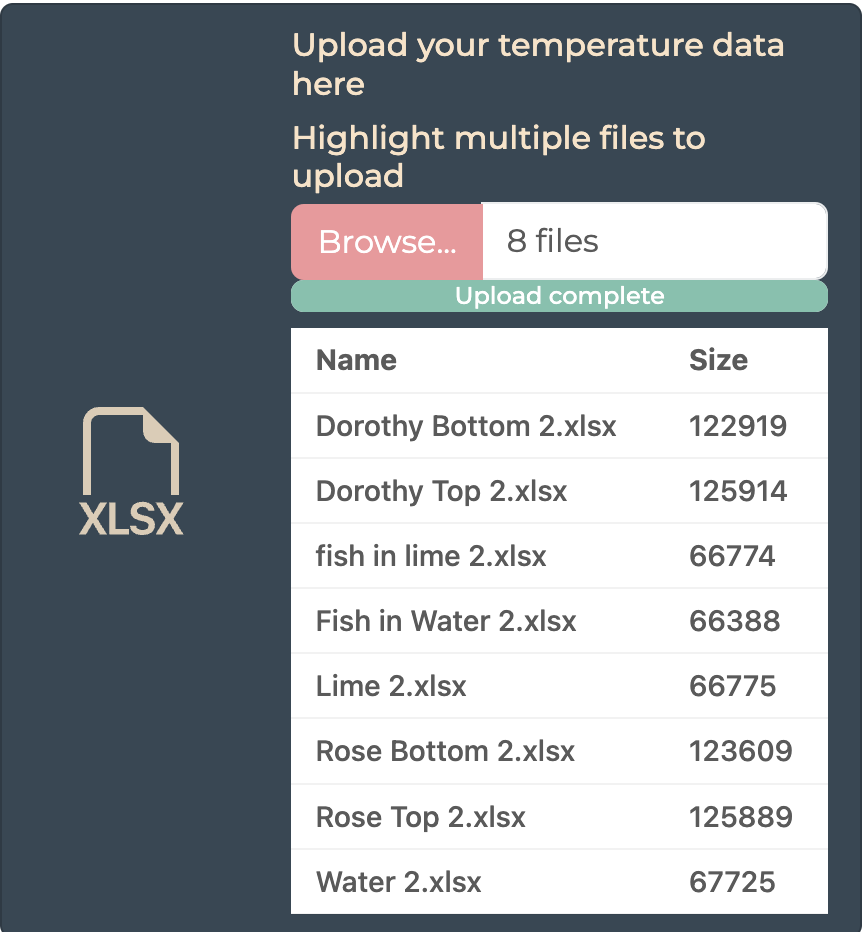 Upload your temperature data
here
Highlight multiple files to
upload
Browse... 8 files
Upload complete
Name Size
Dorothy Bottom 2.xlsx 122919
Dorothy Top 2.xlsx 125914
fish in lime 2.xlsx 66774
Fish in Water 2.xlsx 66388
Lime 2.xlsx 66775
Rose Bottom 2.xlsx 123609
Rose Top 2.xlsx 125889
Water 2.xlsx 67725
XLSX